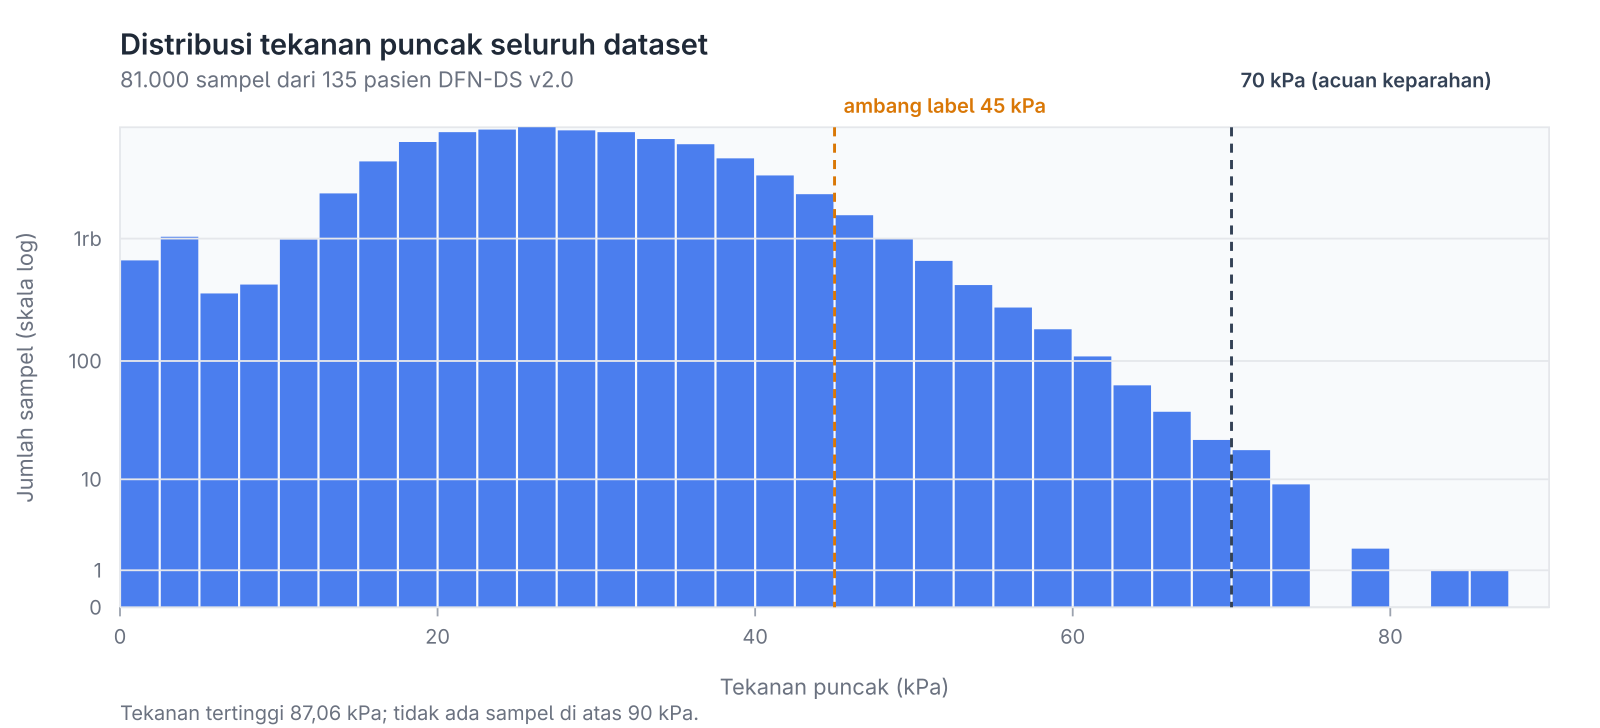 Distribusi tekanan puncak seluruh dataset
81.000 sampel dari 135 pasien DFN-DS v2.0
70 kPa (acuan keparahan)
ambang label 45 kPa
Jumlah sampel (skala log)
1rb
100
10
1
0
0 20 40 60 80
Tekanan puncak (kPa)
Tekanan tertinggi 87,06 kPa; tidak ada sampel di atas 90 kPa.